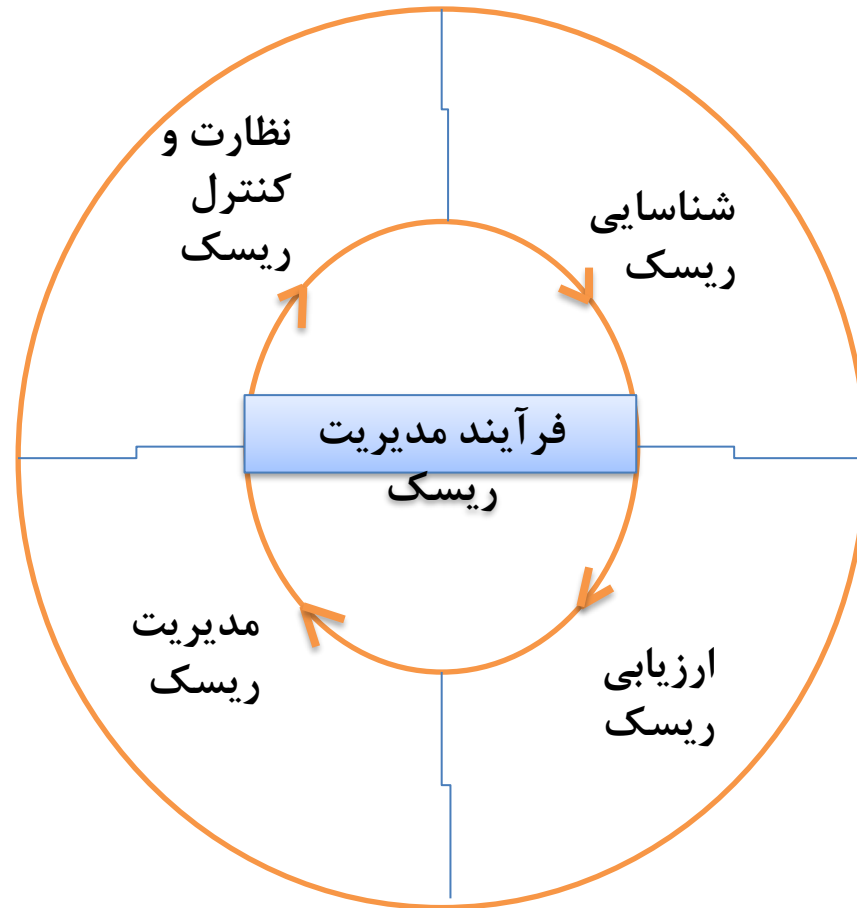 نظارت و
کنترل
ریسک
شناسایی
ریسک
فرآیند مدیریت
ریسک
مدیریت
ریسک
ارزیابی
ریسک